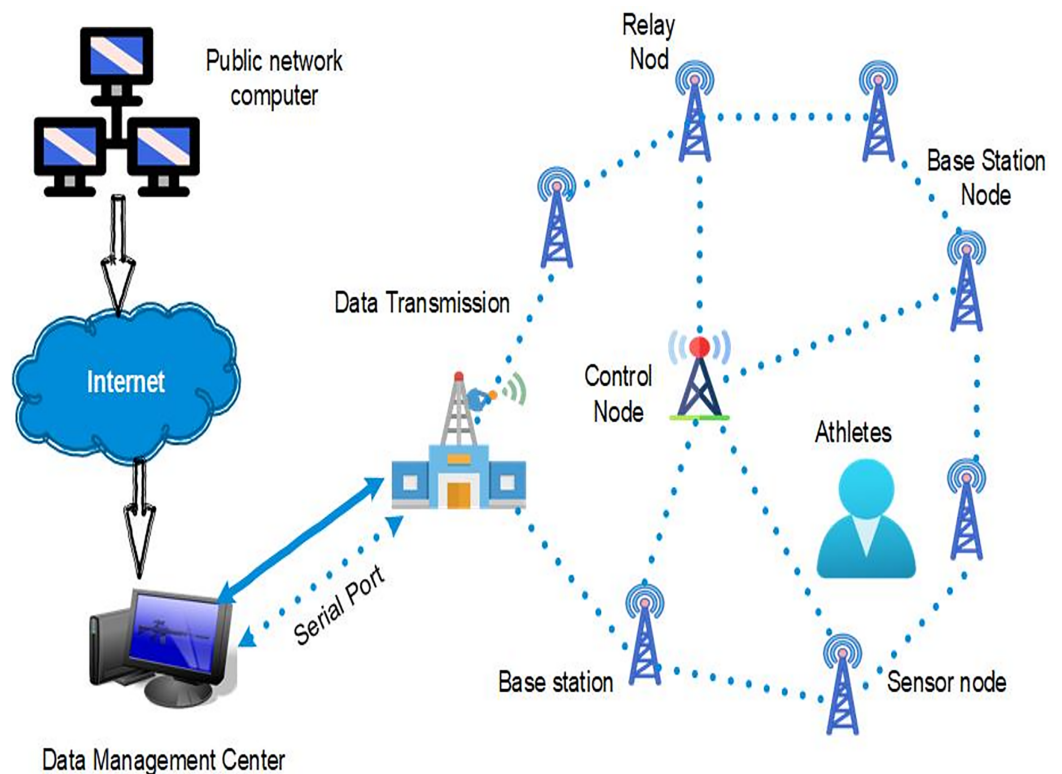 Public network
computer
Relay
Nod
Base Station
Node
Data Transmission
Internet
Control
Node
Athletes
Serial Port
Base station
Sensor node
Data Management Center